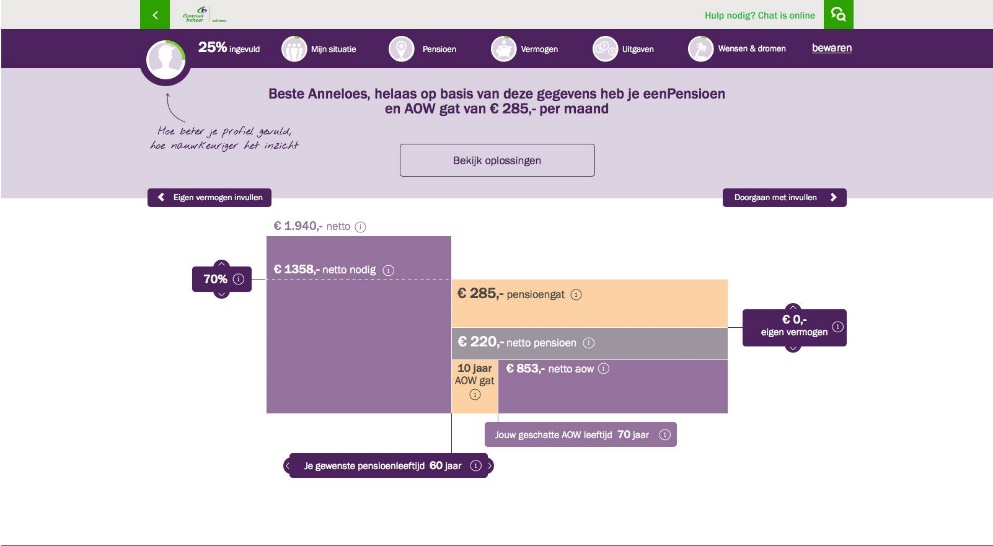 Centraal
beheer
Hulp nodig? Chat is online
25% ingevuld
Mijn situatie
Pensioen
Vermogen
Uitgaven
Wensen & dromen
bewaren
Beste Anneloes, helaas op basis van deze gegevens heb je eenPensioen
en AOW gat van € 285,- per maand
Hoe beter je profiel gevuld,
hoe nauwkeuriger het inzicht
Bekijk oplossingen
Eigen vermogen invullen
Doorgaan met invullen
€ 1.940,- netto
€ 1358,- netto nodig
70%
€ 285,- pensioengat
€ 0,-
eigen vermogen
€ 220,- netto pensioen
10 jaar
AOW gat
€ 853,- netto aow
Jouw geschatte AOW leeftijd 70 jaar
Je gewenste pensioenleeftijd 60 jaar